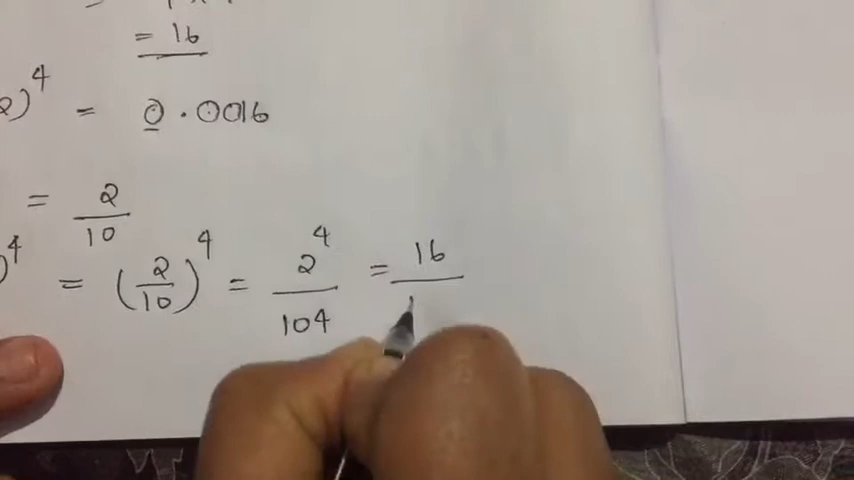 = 16
2)⁴ = 0.0016
= 2/10
)⁴ = (2/10)⁴ = 2⁴/104 = 16/